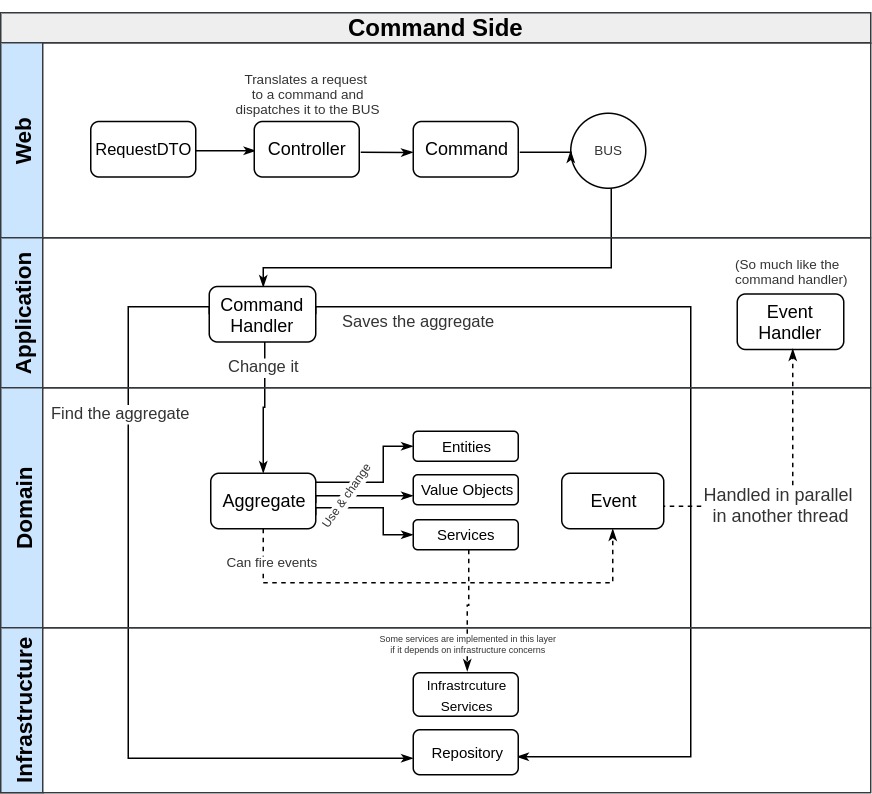 Command Side
Web
Translates a request
to a command and
dispatches it to the BUS
RequestDTO
Controller
Command
BUS
Application
(So much like the
command handler)
Command
Handler
Event
Handler
Saves the aggregate
Change it
Domain
Find the aggregate
Entities
Aggregate
Use & change
Value Objects
Services
Event
Handled in parallel
in another thread
Can fire events
Infrastructure
Some services are implemented in this layer
if it depends on infrastructure concerns
Infrastrcuture
Services
Repository